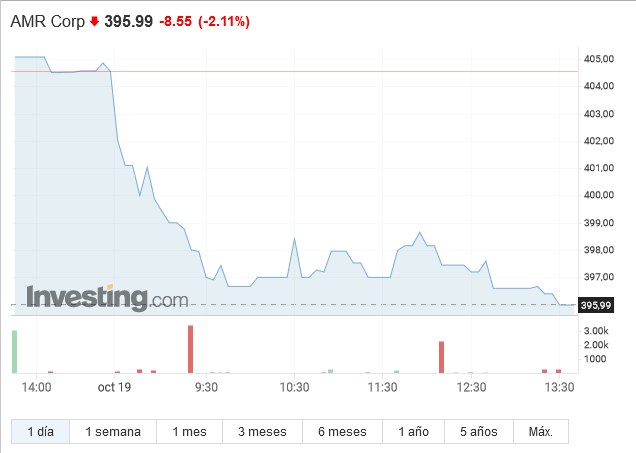 AMR Corp 395.99 -8.55 (-2.11%)
405,00
404,00
403,00
402,00
401,00
400,00
399,00
398,00
397,00
395,99
Investing.com
3.00k
2.00k
1000
14:00 oct 19 9:30 10:30 11:30 12:30 13:30
1 día 1 semana 1 mes 3 meses 6 meses 1 año 5 años Máx.